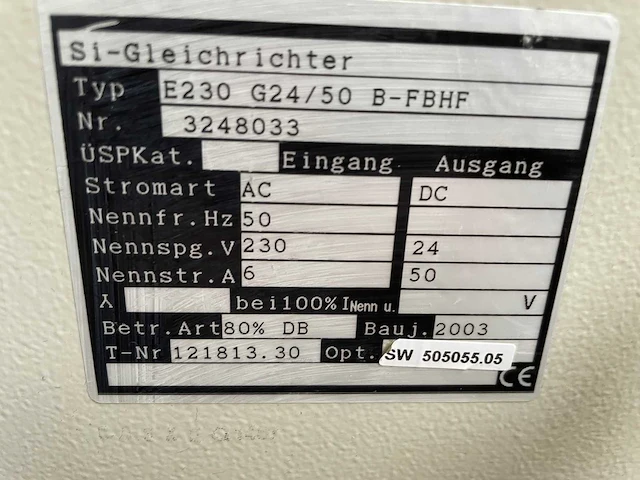 Si-Gleichrichter
Typ E230 G24/50 B-FBHF
Nr. 3248033
ÜSPKat. Eingang Ausgang
Stromart AC DC
Nennfr.Hz 50
Nennspg.V 230 24
Nennstr.A 6 50
bei100%INenn u. V
Betr.Art 80% DB Bauj. 2003
T-Nr 121813.30 Opt. SW 505055.05
CE